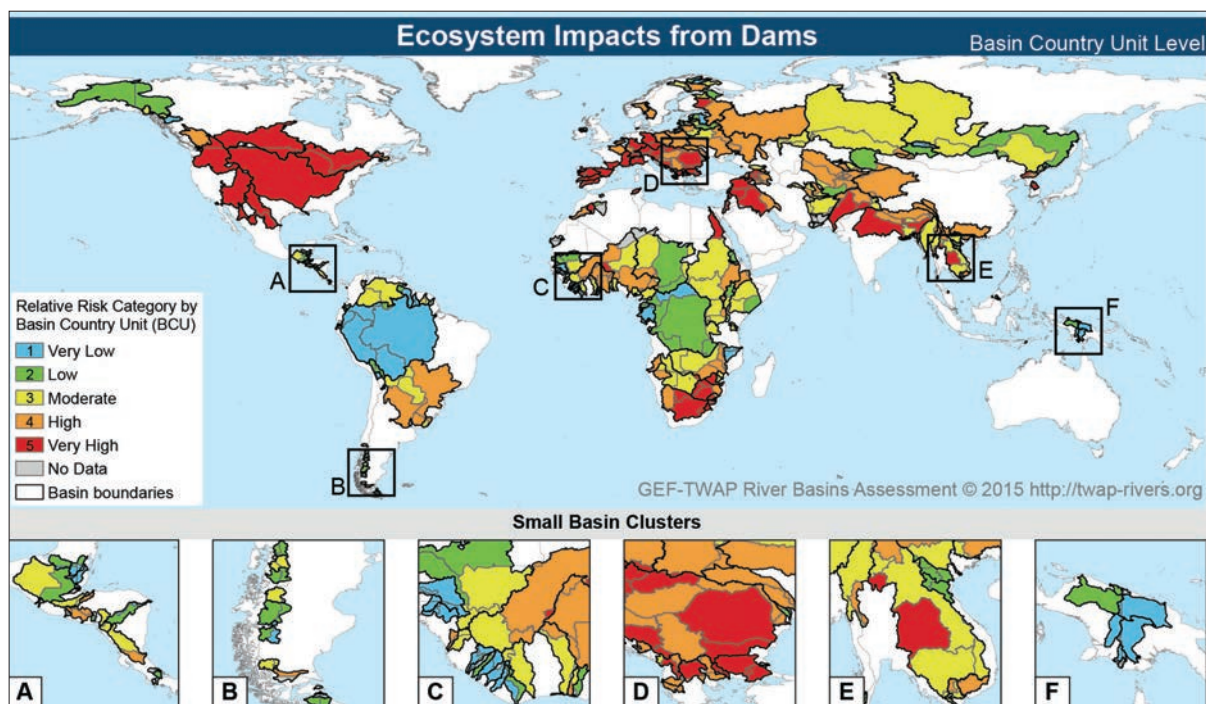 Ecosystem Impacts from Dams
Basin Country Unit Level
A
B
C
D
E
F
Relative Risk Category by
Basin Country Unit (BCU)
1 Very Low
2 Low
3 Moderate
4 High
5 Very High
No Data
Basin boundaries
GEF-TWAP River Basins Assessment © 2015 http://twap-rivers.org
Small Basin Clusters
A
B
C
D
E
F